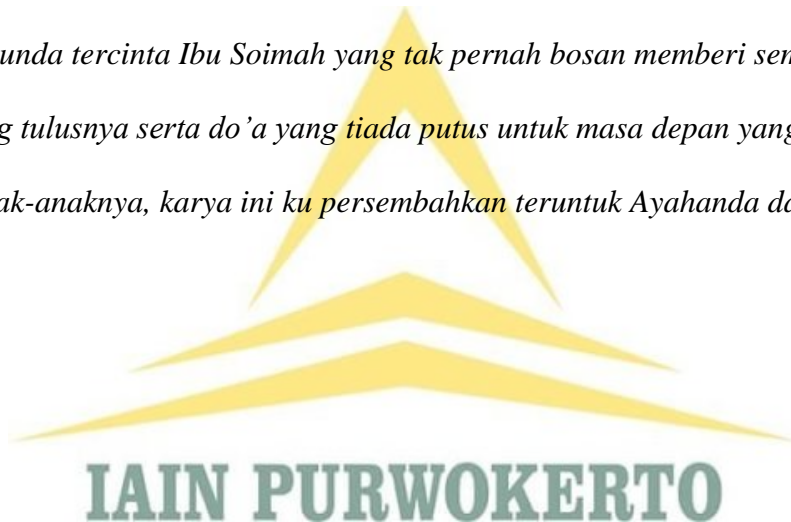 unda tercinta Ibu Soimah yang tak pernah bosan memberi sem
g tulusnya serta do’a yang tiada putus untuk masa depan yang
ak-anaknya, karya ini ku persembahkan teruntuk Ayahanda da
IAIN PURWOKERTO